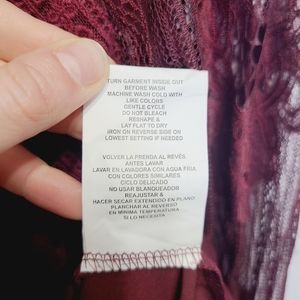 TURN GARMENT INSIDE OUT
BEFORE WASH
MACHINE WASH COLD WITH
LIKE COLORS
GENTLE CYCLE
DO NOT BLEACH
RESHAPE &
LAY FLAT TO DRY
IRON ON REVERSE SIDE ON
LOWEST SETTING IF NEEDED
VOLVER LA PRENDA AL REVÉS
ANTES LAVAR
LAVAR EN LAVADORA CON AGUA FRIA
CON COLORES SIMILARES
CICLO DELICADO
NO USAR BLANQUEADOR
REAJUSTAR &
HACER SECAR EXTENDIDO EN PLANO
PLANCHAR AL REVERSO
EN MINIMA TEMPERATURA
SI LO NECESITA